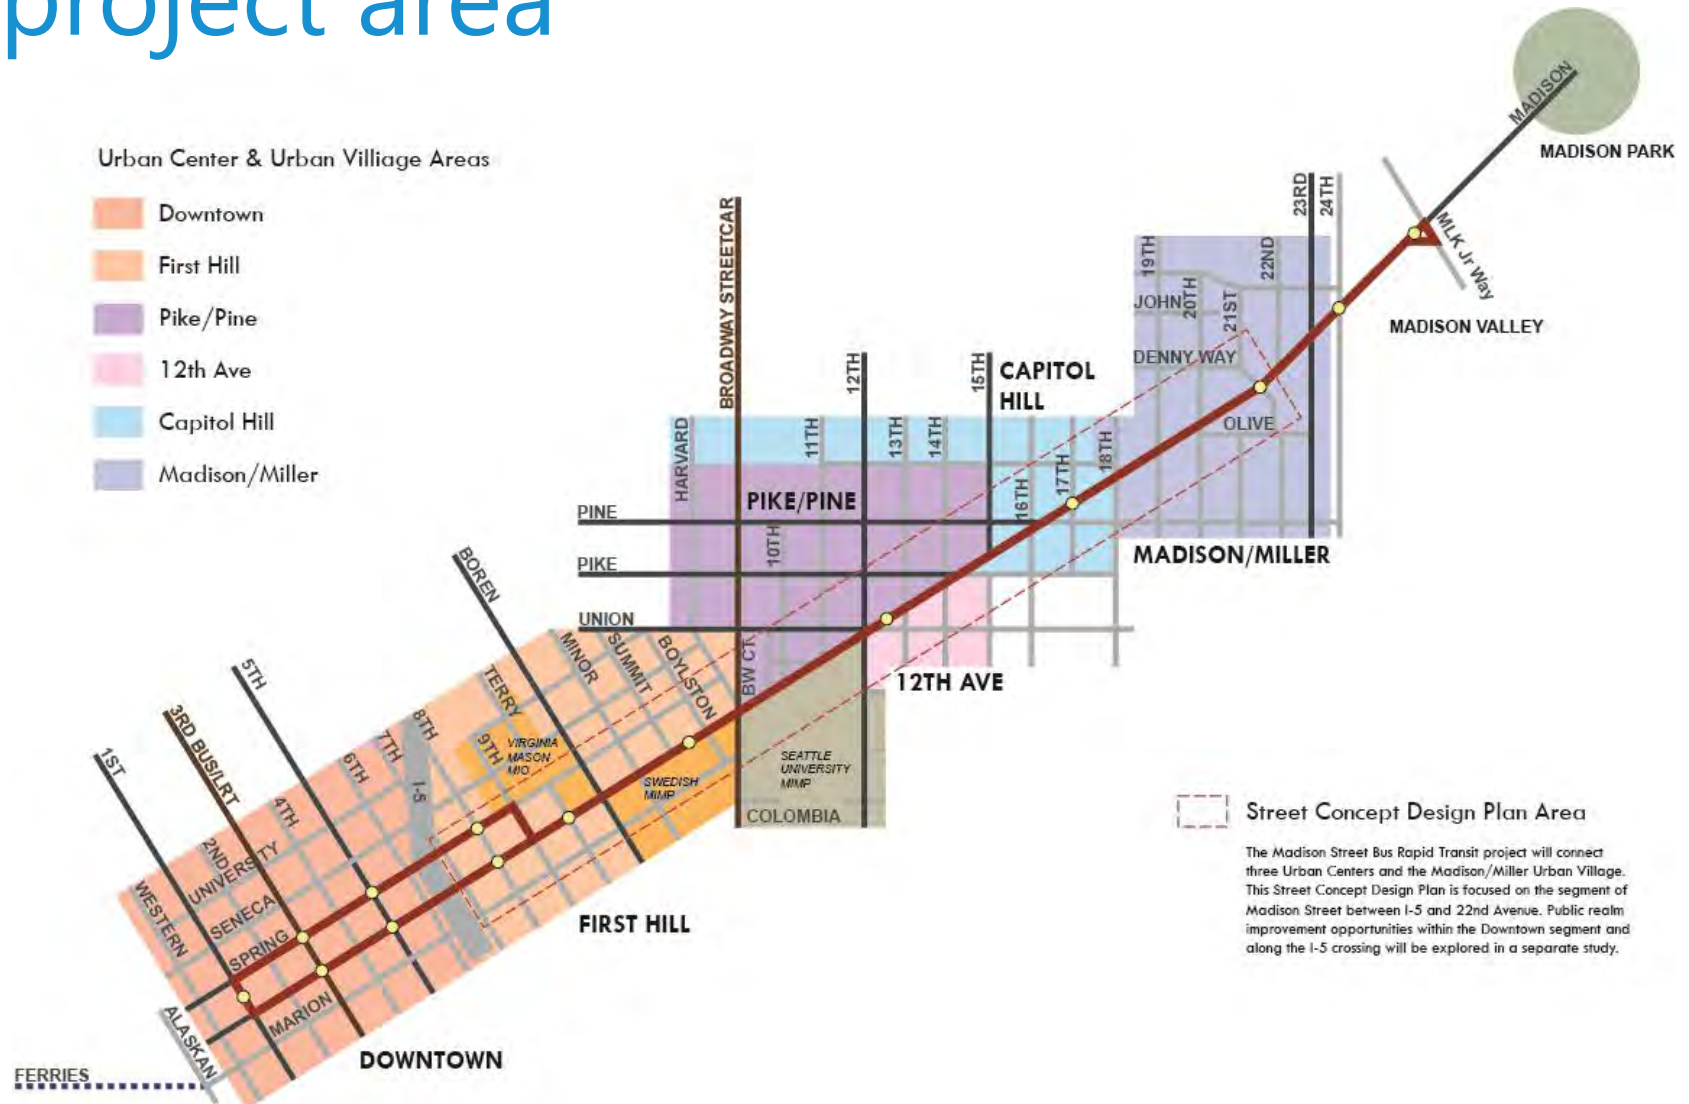 project area
Urban Center & Urban Villiage Areas
Downtown
First Hill
Pike/Pine
12th Ave
Capitol Hill
Madison/Miller
MADISON
MADISON PARK
MLK Jr Way
MADISON VALLEY
23RD
24TH
19TH
20TH
21ST
22ND
JOHN
DENNY WAY
OLIVE
MADISON/MILLER
BROADWAY STREETCAR
12TH
15TH
CAPITOL
HILL
HARVARD
11TH
13TH
14TH
16TH
17TH
18TH
PIKE/PINE
10TH
PINE
PIKE
UNION
BW CT
12TH AVE
BOREN
MINOR
SUMMIT
BOYLSTON
TERRY
9TH
VIRGINIA
MASON
MIO
SWEDISH
MIMP
SEATTLE
UNIVERSITY
MIMP
COLOMBIA
5TH
3RD BUS/LRT
1ST
8TH
7TH
6TH
I-5
4TH
2ND
UNIVERSITY
SENECA
SPRING
MARION
WESTERN
ALASKAN
FERRIES
FIRST HILL
DOWNTOWN
Street Concept Design Plan Area
The Madison Street Bus Rapid Transit project will connect
three Urban Centers and the Madison/Miller Urban Village.
This Street Concept Design Plan is focused on the segment of
Madison Street between I-5 and 22nd Avenue. Public realm
improvement opportunities within the Downtown segment and
along the I-5 crossing will be explored in a separate study.